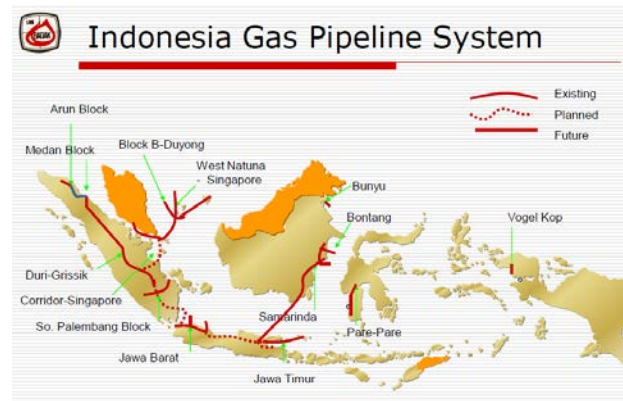 Indonesia Gas Pipeline System
Existing
Planned
Future
Arun Block
Medan Block
Block B-Duyong
West Natuna
- Singapore
Bunyu
Bontang
Vogel Kop
Duri-Grissik
Corridor-Singapore
So. Palembang Block
Samarinda
Pare-Pare
Jawa Barat
Jawa Timur